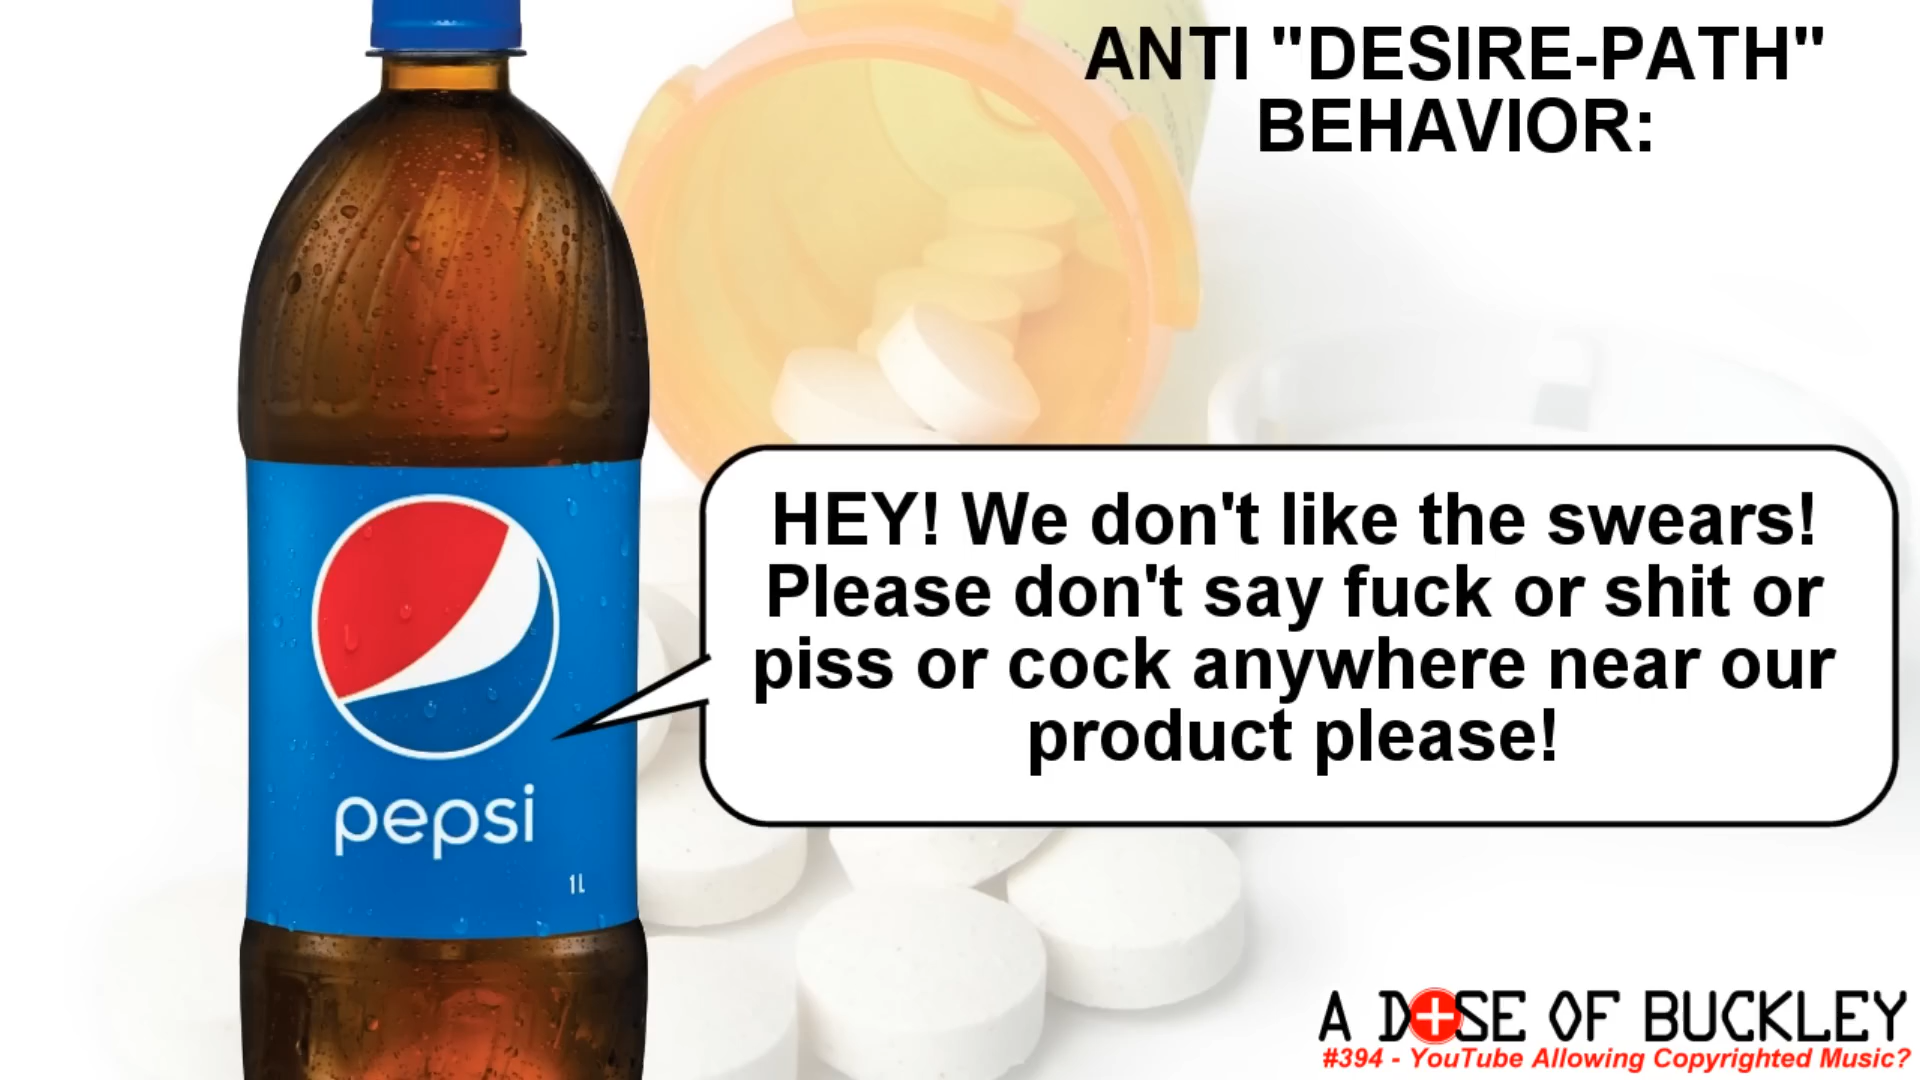 ANTI "DESIRE-PATH"
BEHAVIOR:
HEY! We don't like the swears!
Please don't say fuck or shit or
piss or cock anywhere near our
product please!
pepsi
1L
A DOSE OF BUCKLEY
#394 - YouTube Allowing Copyrighted Music?